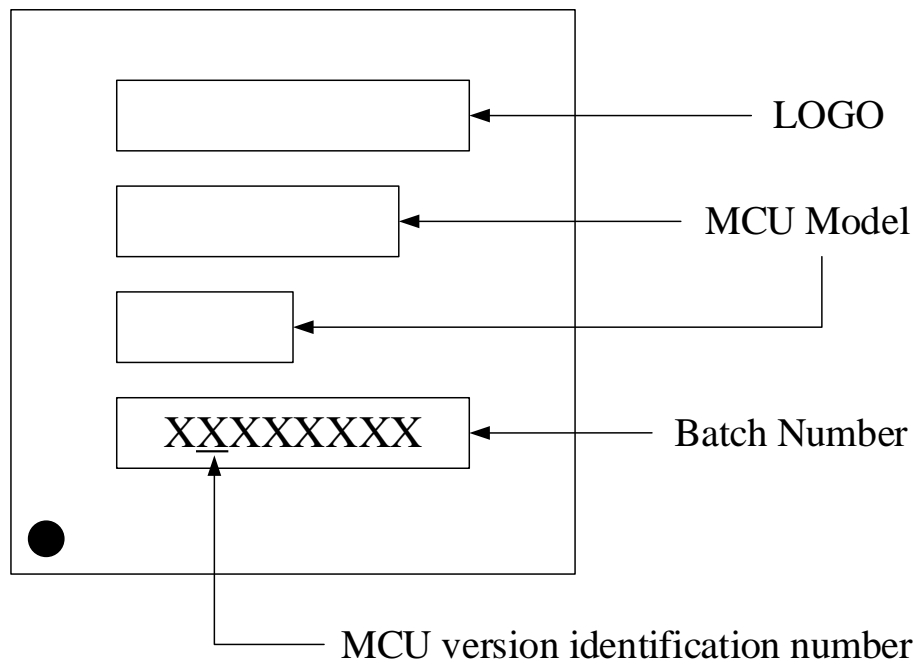 LOGO
MCU Model
XXXXXXXX
Batch Number
MCU version identification number